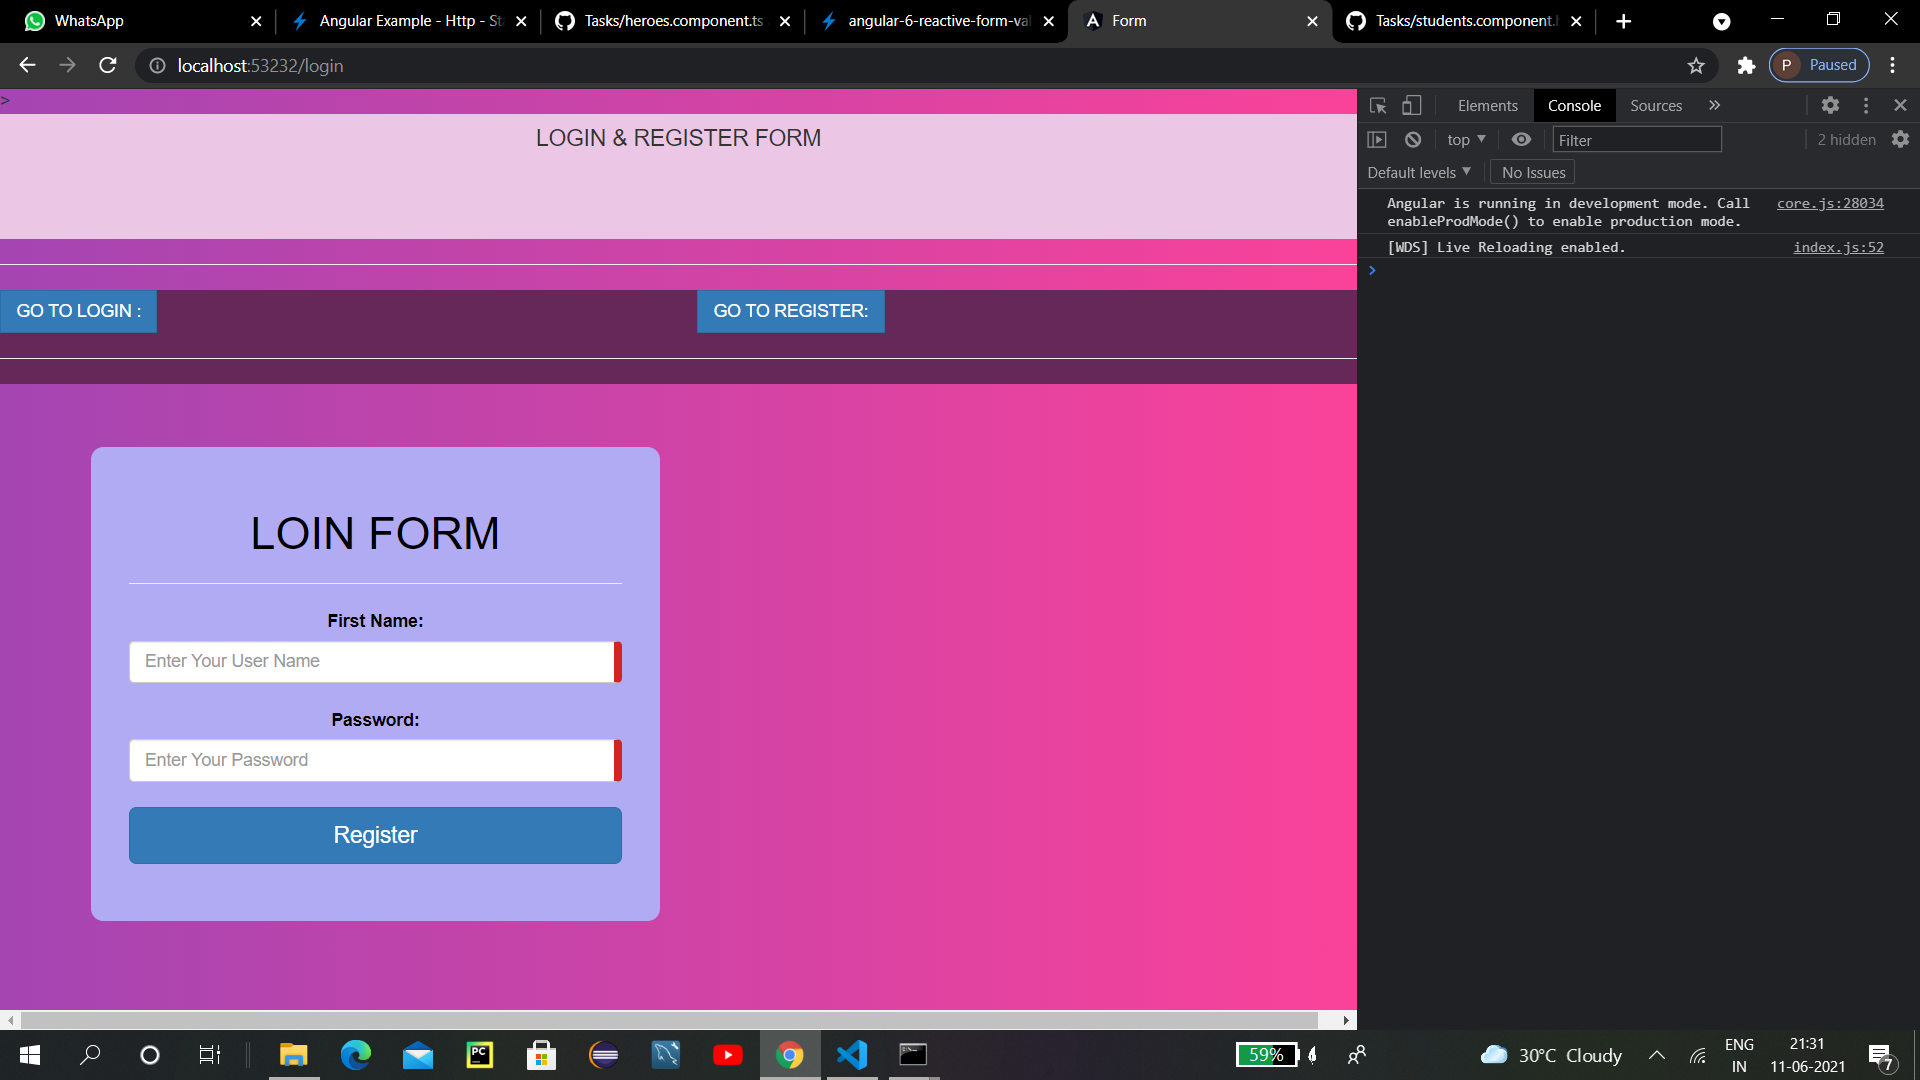 WhatsApp
Angular Example - Http - St
Tasks/heroes.component.ts
angular-6-reactive-form-val
Form
Tasks/students.component.h
localhost:53232/login
P Paused
>
LOGIN & REGISTER FORM
GO TO LOGIN :
GO TO REGISTER:
LOIN FORM
First Name:
Enter Your User Name
Password:
Enter Your Password
Register
Elements
Console
Sources
»
top
Filter
2 hidden
Default levels
No Issues
Angular is running in development mode. Call core.js:28034
enableProdMode() to enable production mode.
[WDS] Live Reloading enabled. index.js:52
>
PC
59%
30°C Cloudy
ENG
IN
21:31
11-06-2021
7